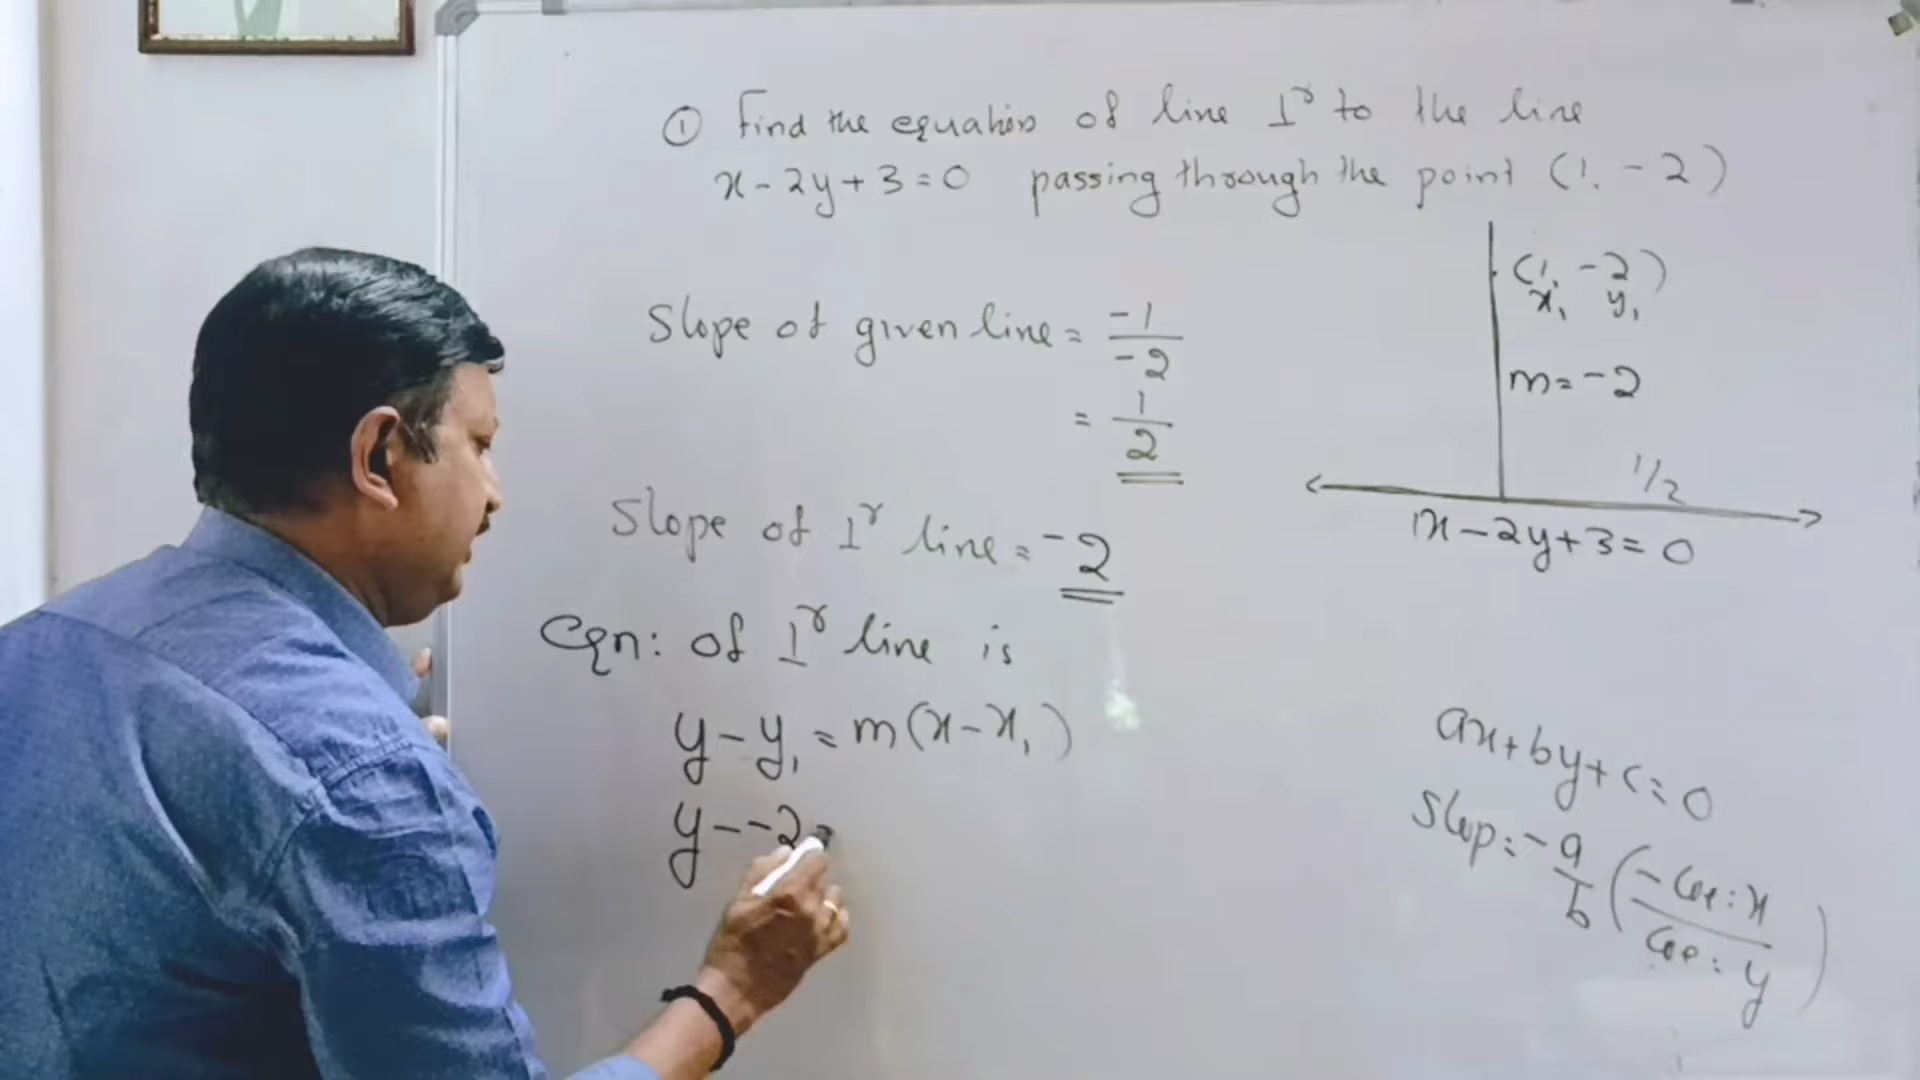 ① Find the equation of line ⊥r to the line
x - 2y + 3 = 0 passing through the point (1, -2)
Slope of given line = -1/-2
= 1/2
Slope of ⊥r line = -2
Eqn: of ⊥r line is
y - y₁ = m(x - x₁)
y - -2 =
(1, -2)
x₁ y₁
m = -2
1/2
x - 2y + 3 = 0
ax + by + c = 0
Slop: -a/b (-Coe: x / Coe: y)